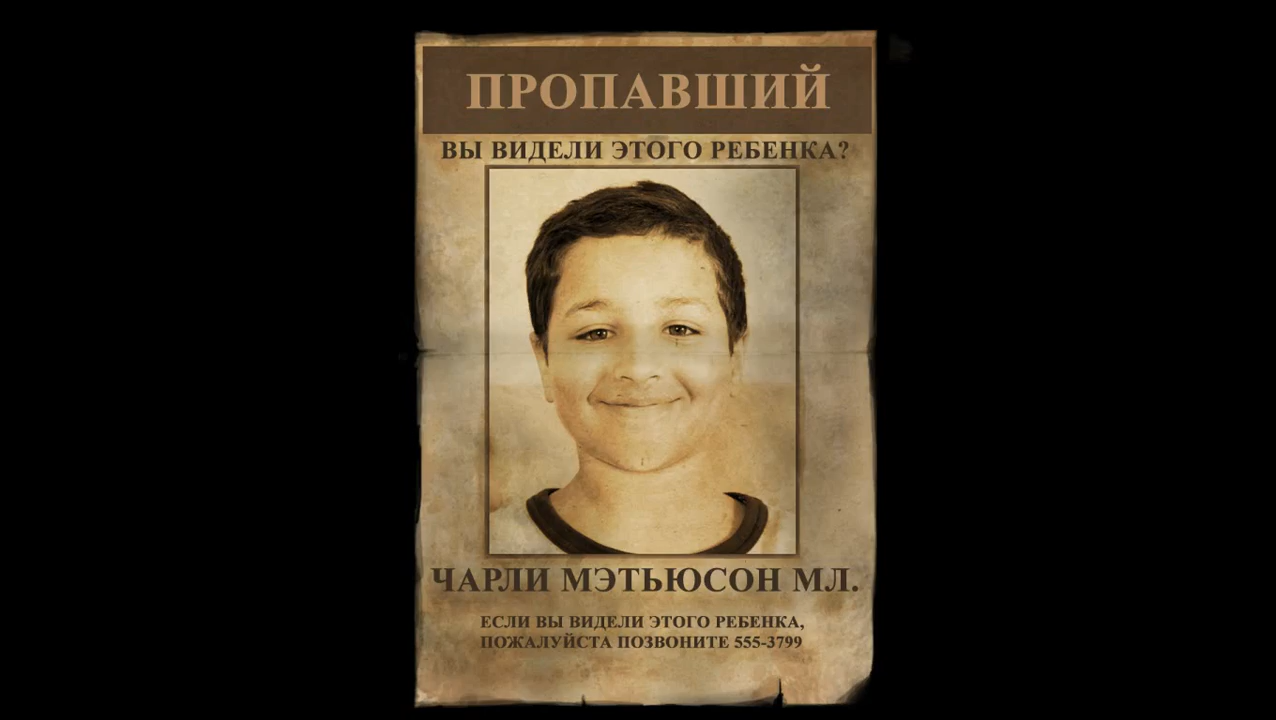 ПРОПАВШИЙ
ВЫ ВИДЕЛИ ЭТОГО РЕБЕНКА?
ЧАРЛИ МЭТЬЮСОН МЛ.
ЕСЛИ ВЫ ВИДЕЛИ ЭТОГО РЕБЕНКА,
ПОЖАЛУЙСТА ПОЗВОНИТЕ 555-3799